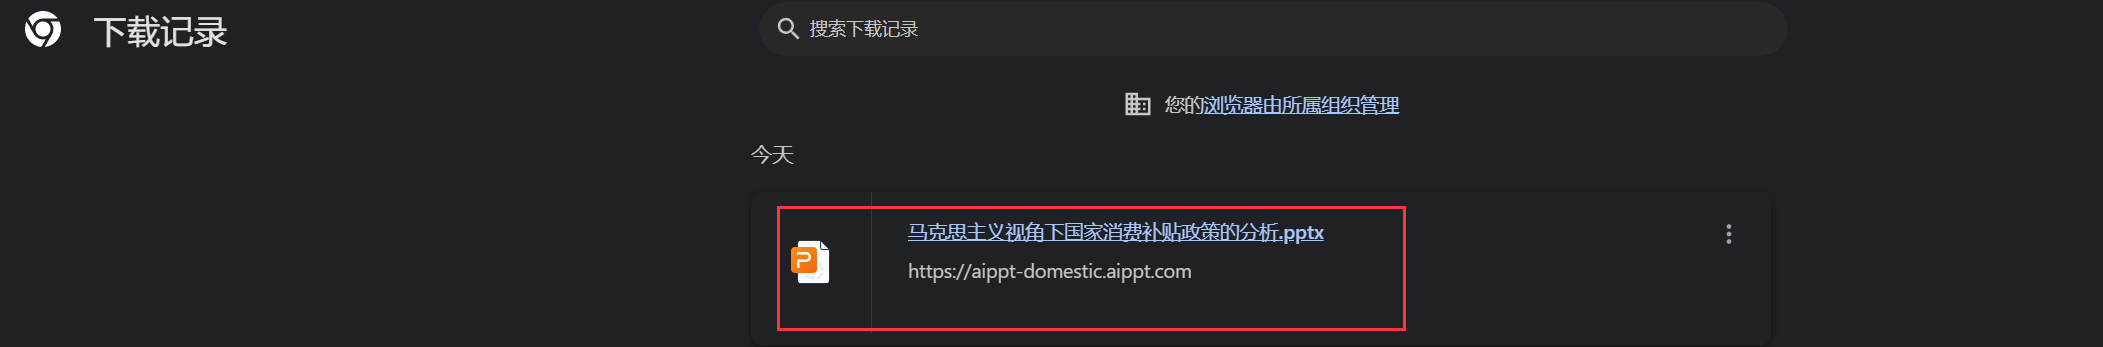 下载记录
搜索下载记录
您的浏览器由所属组织管理
今天
马克思主义视角下国家消费补贴政策的分析.pptx
https://aippt-domestic.aippt.com